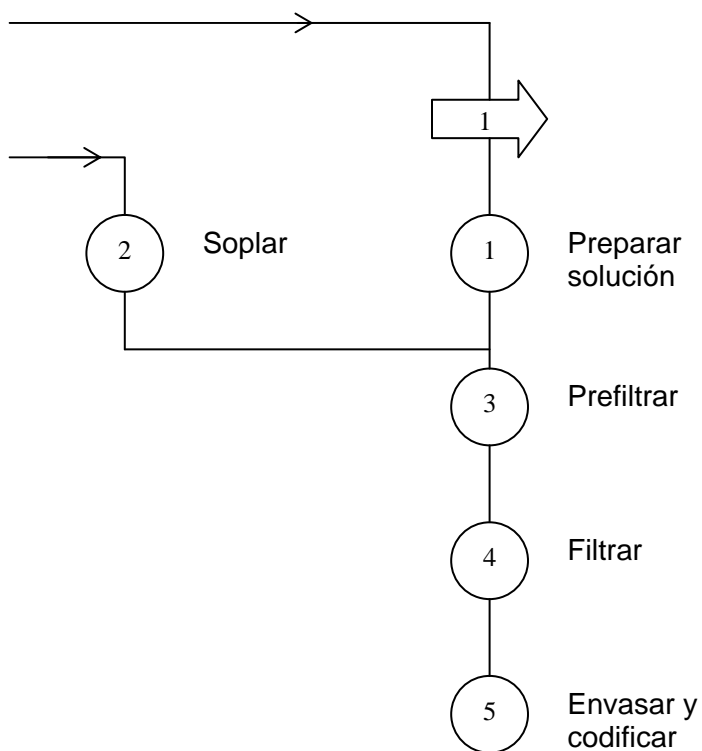 1
2
Soplar
1
Preparar
solución
3
Prefiltrar
4
Filtrar
5
Envasar y
codificar